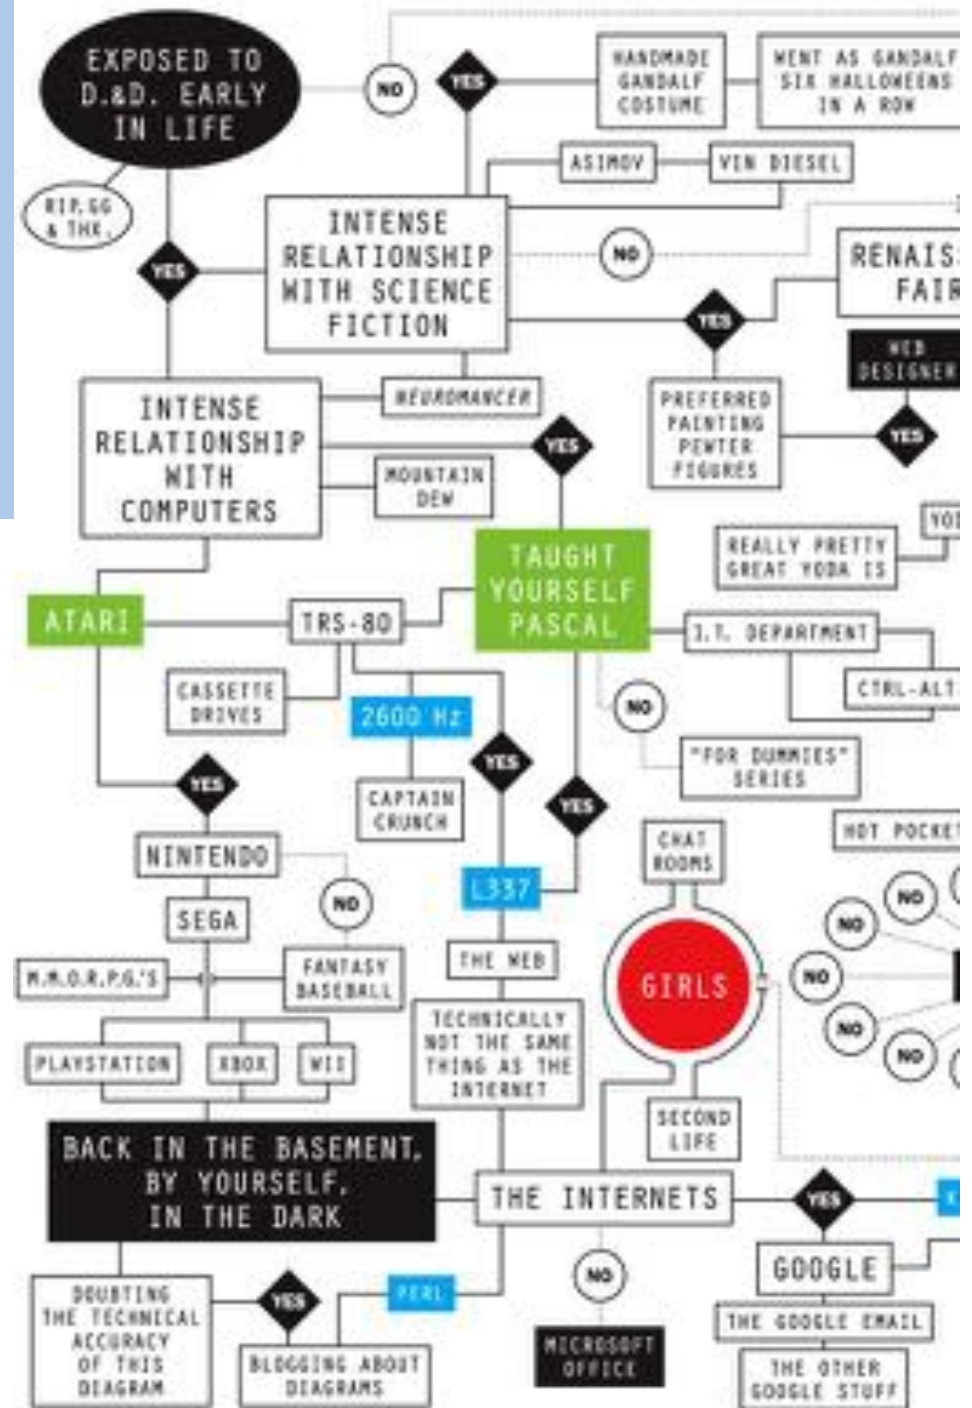 EXPOSED TO
D.&D. EARLY
IN LIFE
NO
YES
HANDMADE
GANDALF
COSTUME
WENT AS GANDALF
SIX HALLOWEENS
IN A ROW
RIP, GG
& THX.
ASIMOV
VIN DIESEL
YES
INTENSE
RELATIONSHIP
WITH SCIENCE
FICTION
NO
RENAIS
FAIR
YES
WEB
DESIGNER
NEUROMANCER
PREFERRED
PAINTING
PEWTER
FIGURES
YES
INTENSE
RELATIONSHIP
WITH
COMPUTERS
YES
MOUNTAIN
DEW
TAUGHT
YOURSELF
PASCAL
REALLY PRETTY
GREAT YODA IS
ATARI
TRS-80
I.T. DEPARTMENT
CTRL-ALT
CASSETTE
DRIVES
2600 Hz
NO
YES
"FOR DUMMIES"
SERIES
YES
CAPTAIN
CRUNCH
YES
NINTENDO
NO
L337
CHAT
ROOMS
HOT POCKET
SEGA
M.M.O.R.P.G.'S
FANTASY
BASEBALL
THE WEB
GIRLS
NO
NO
NO
NO
NO
PLAYSTATION
XBOX
WII
TECHNICALLY
NOT THE SAME
THING AS THE
INTERNET
SECOND
LIFE
BACK IN THE BASEMENT,
BY YOURSELF,
IN THE DARK
THE INTERNETS
YES
GOOGLE
NO
PERL
DOUBTING
THE TECHNICAL
ACCURACY
OF THIS
DIAGRAM
YES
BLOGGING ABOUT
DIAGRAMS
MICROSOFT
OFFICE
THE GOOGLE EMAIL
THE OTHER
GOOGLE STUFF